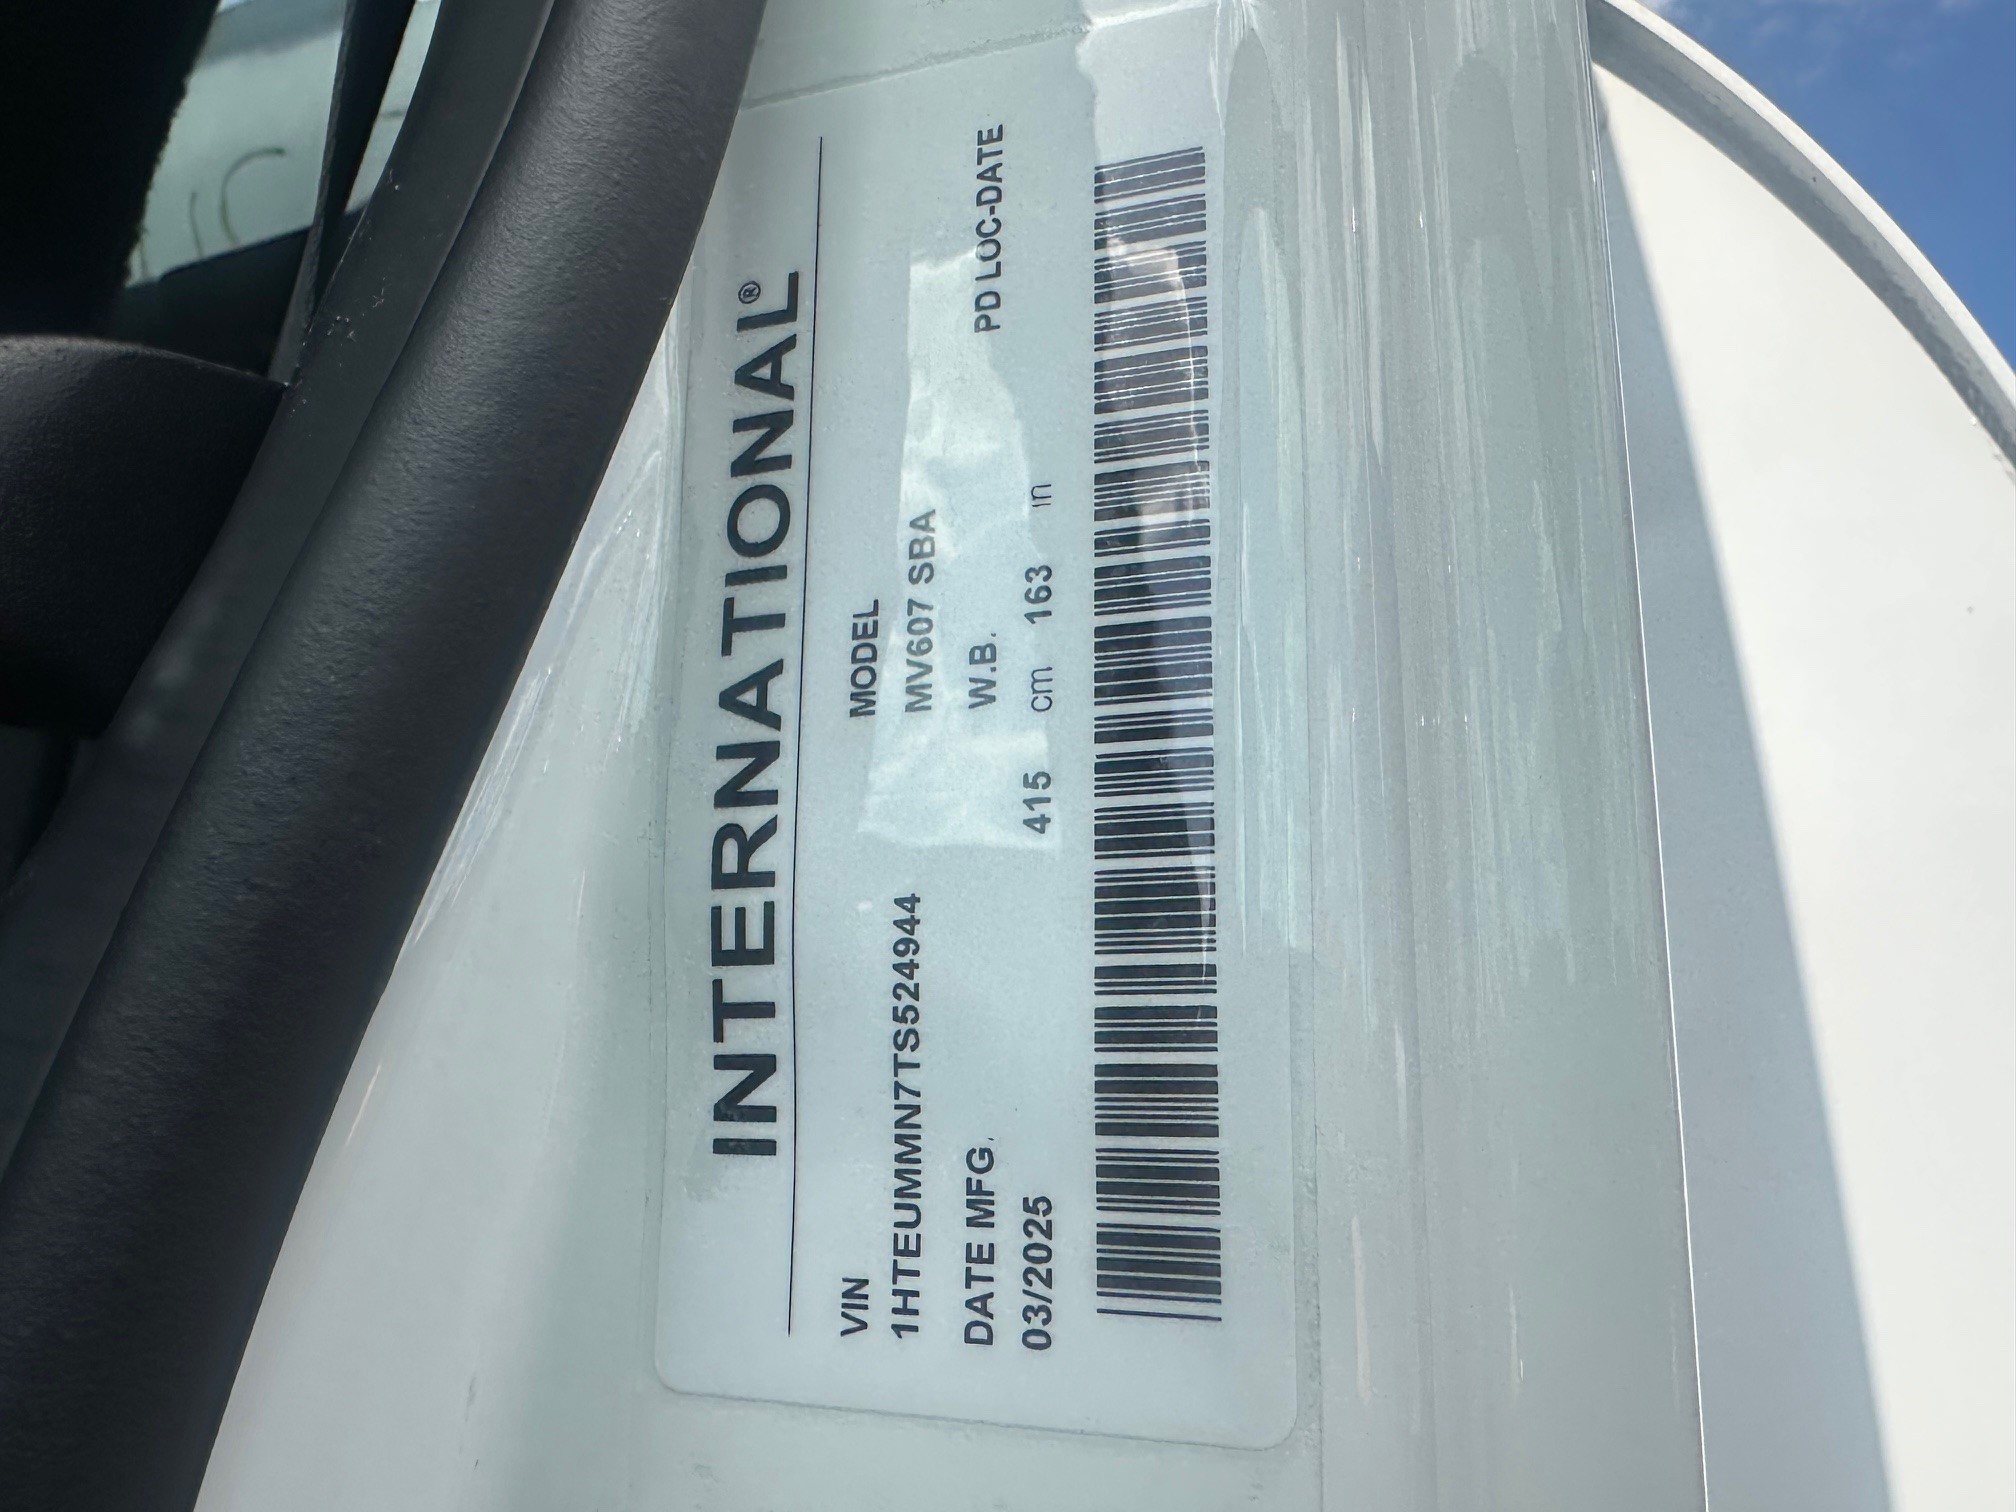 INTERNATIONAL®
VIN MODEL
1HTEUMMN7TS524944 MV607 SBA
DATE MFG. W.B. PD LOC-DATE
03/2025 415 cm 163 in